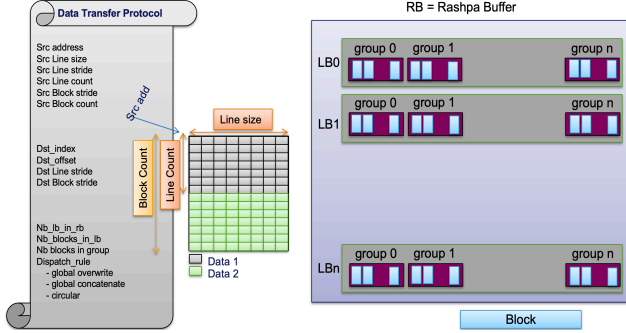 Data Transfer Protocol
Src address
Src Line size
Src Line stride
Src Line count
Src Block stride
Src Block count
Dst_index
Dst_offset
Dst Line stride
Dst Block stride
Nb_lb_in_rb
Nb_blocks_in_lb
Nb blocks in group
Dispatch_rule
- global overwrite
- global concatenate
- circular
Src add
Line size
Block Count
Line Count
Data 1
Data 2
RB = Rashpa Buffer
group 0 group 1 group n
LB0
group 0 group 1 group n
LB1
group 0 group 1 group n
LBn
Block